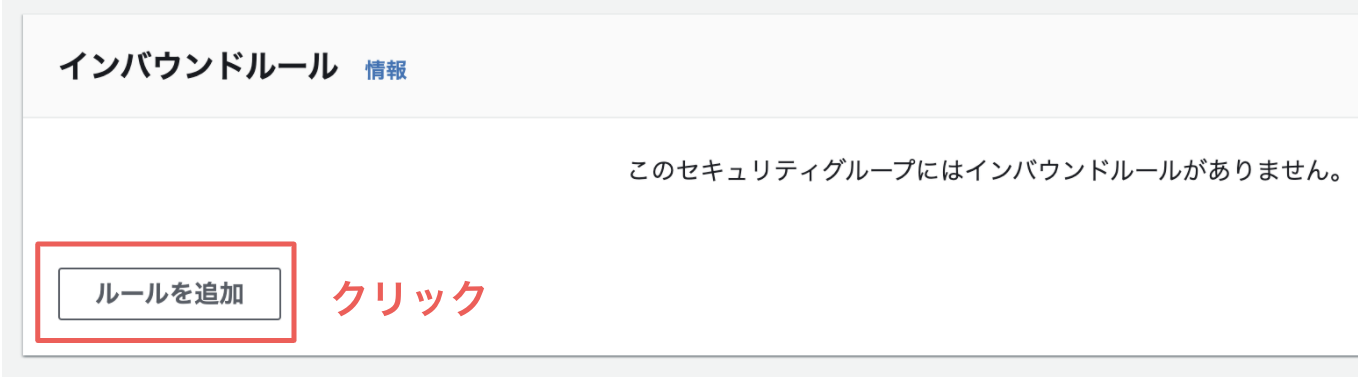 インバウンドルール 情報
このセキュリティグループにはインバウンドルールがありません。
ルールを追加 クリック